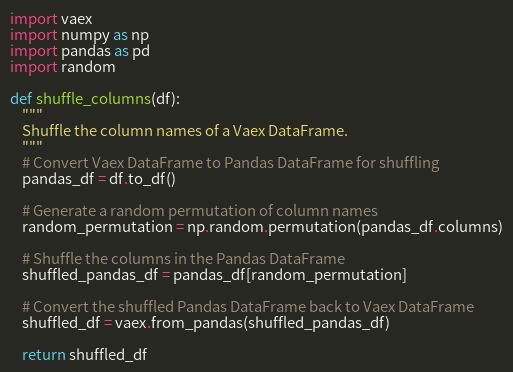 import vaex
import numpy as np
import pandas as pd
import random

def shuffle_columns(df):
    """
    Shuffle the column names of a Vaex DataFrame.
    """
    # Convert Vaex DataFrame to Pandas DataFrame for shuffling
    pandas_df = df.to_df()

    # Generate a random permutation of column names
    random_permutation = np.random.permutation(pandas_df.columns)

    # Shuffle the columns in the Pandas DataFrame
    shuffled_pandas_df = pandas_df[random_permutation]

    # Convert the shuffled Pandas DataFrame back to Vaex DataFrame
    shuffled_df = vaex.from_pandas(shuffled_pandas_df)

    return shuffled_df